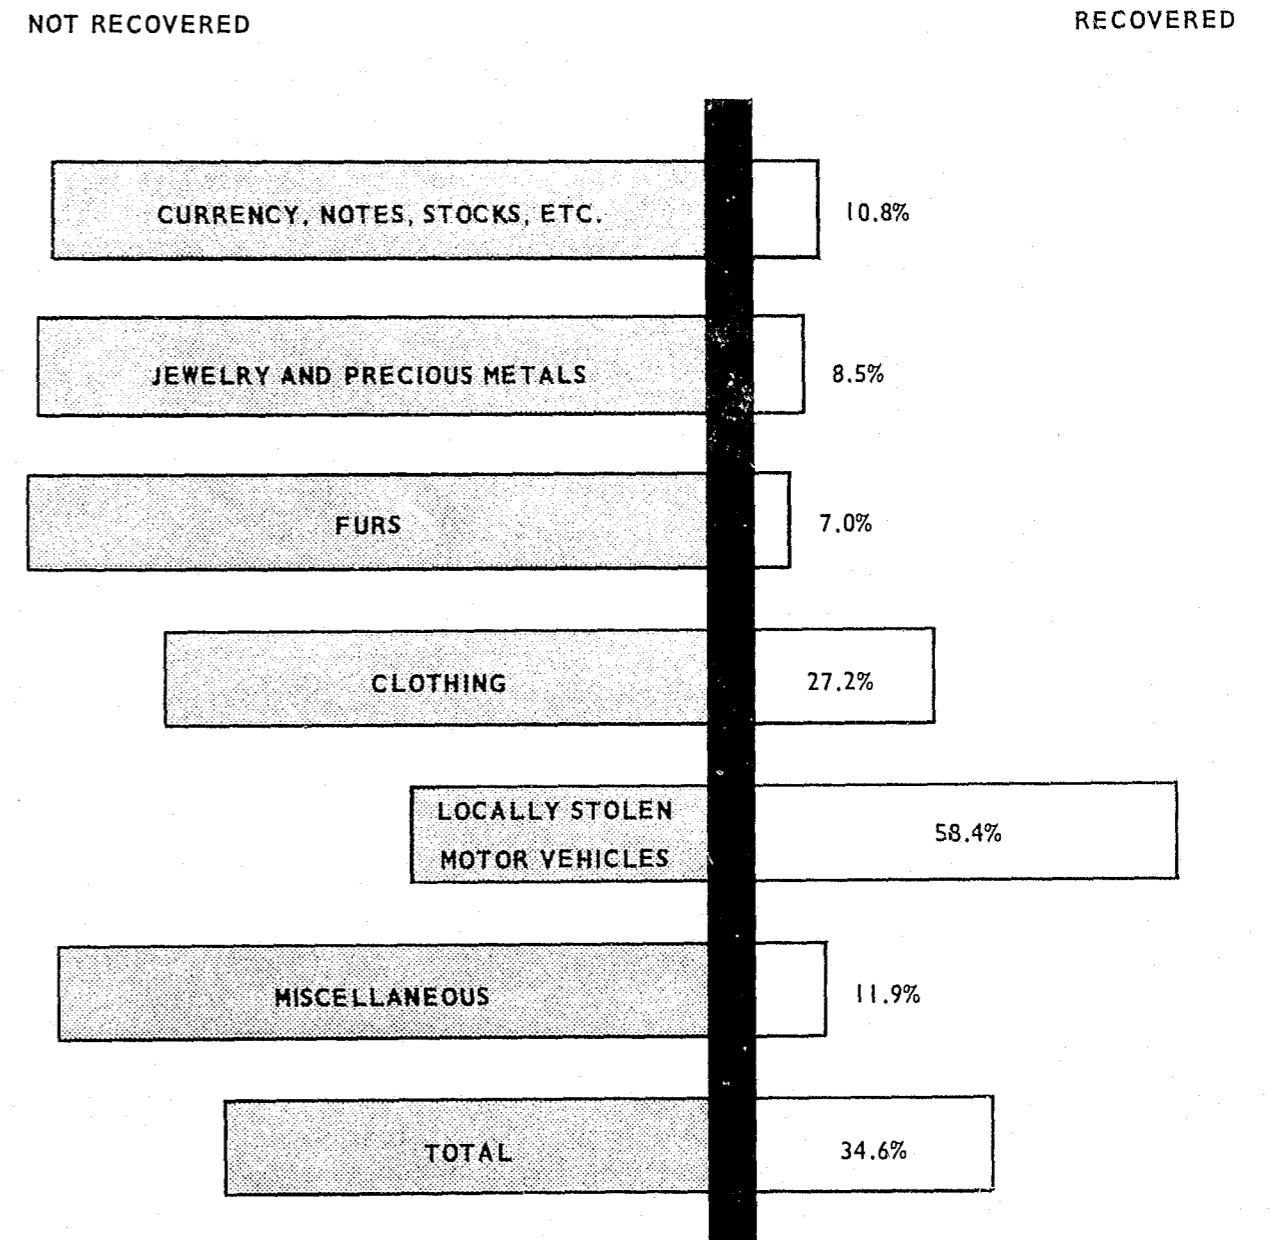 NOT RECOVERED
RECOVERED
CURRENCY, NOTES, STOCKS, ETC.
10.8%
JEWELRY AND PRECIOUS METALS
8.5%
FURS
7.0%
CLOTHING
27.2%
LOCALLY STOLEN
MOTOR VEHICLES
58.4%
MISCELLANEOUS
11.9%
TOTAL
34.6%